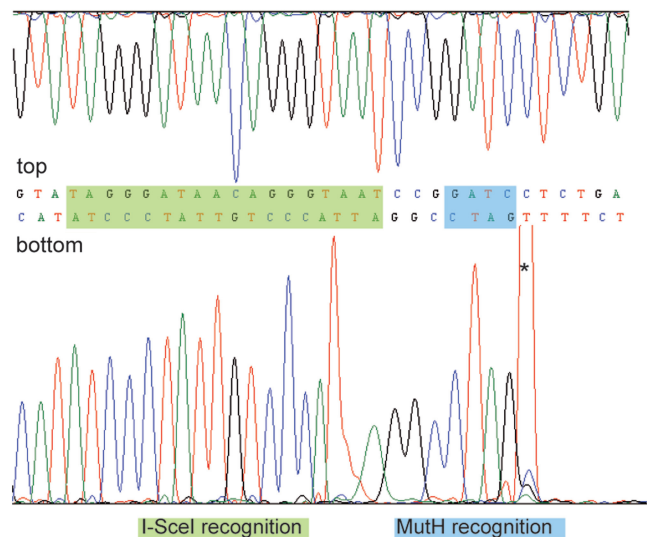 top
G T A T A G G G A T A A C A G G G T A A T C C G G A T C C T C T G A
C A T A T C C C T A T T G T C C C A T T A G G C C T A G T T T T C T
bottom
*
I-SceI recognition MutH recognition